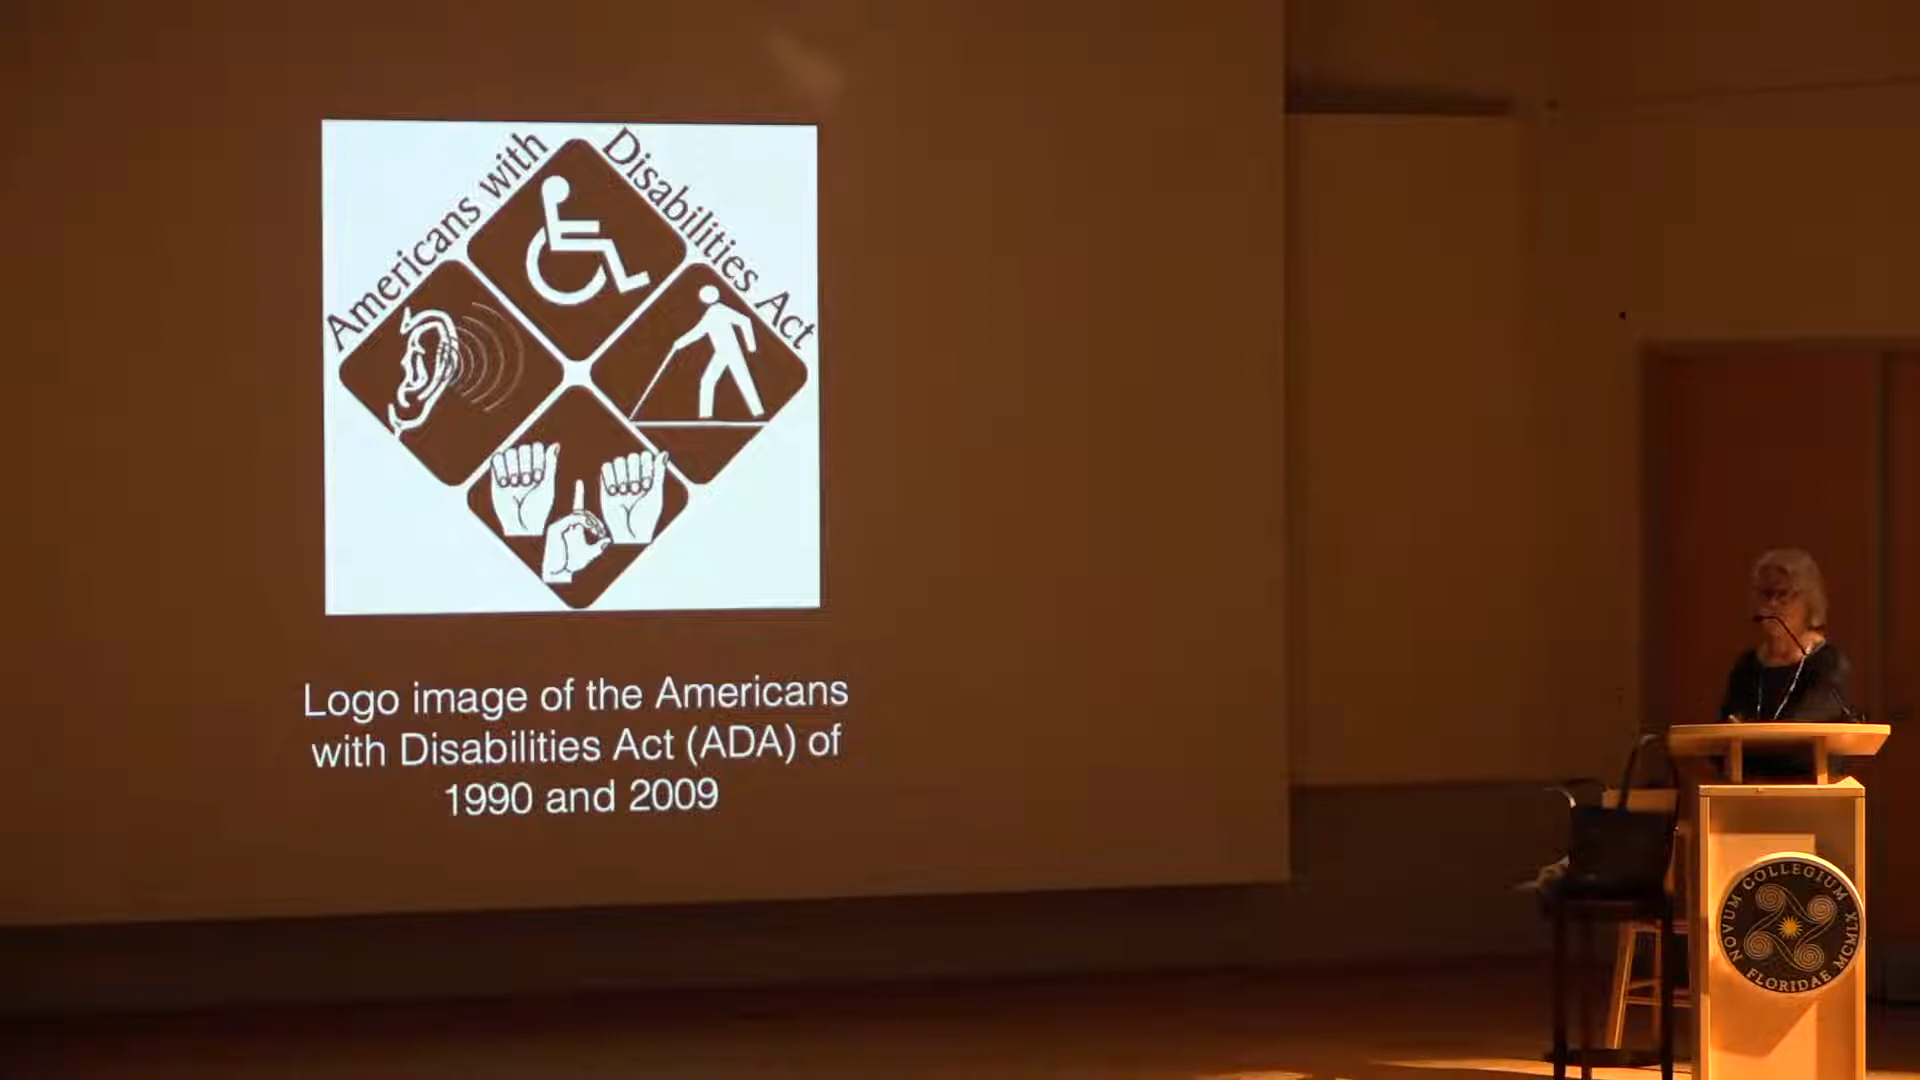 Americans with Disabilities Act
Logo image of the Americans
with Disabilities Act (ADA) of
1990 and 2009
NOVUM COLLEGIUM FLORIDAE MCMLX